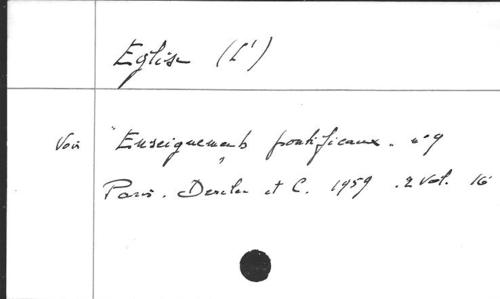 Eglise (L')
Voir "Enseignements pontificaux. n° 9
Paris. Desclée et C. 1959. 2 vol. 16